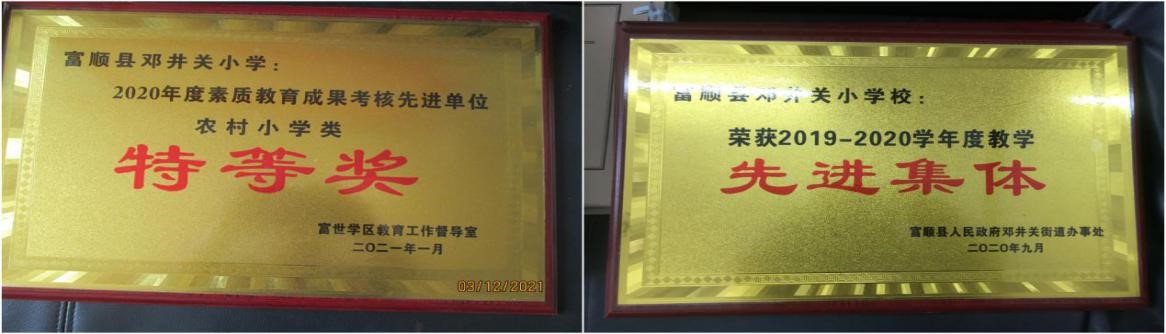 富顺县邓井关小学：
2020年度素质教育成果考核先进单位
农村小学类
特等奖
富世学区教育工作督导室
二〇二一年一月
03/12/2021
富顺县邓井关小学校：
荣获2019-2020学年度教学
先进集体
富顺县人民政府邓井关街道办事处
二〇二〇年九月